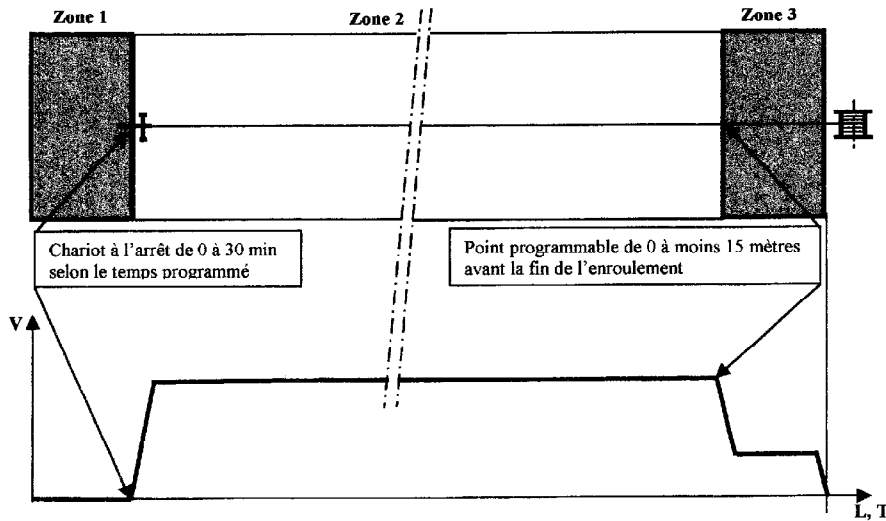 Zone 1
Zone 2
Zone 3
Chariot à l'arrêt de 0 à 30 min
selon le temps programmé
Point programmable de 0 à moins 15 mètres
avant la fin de l'enroulement
V
L, T